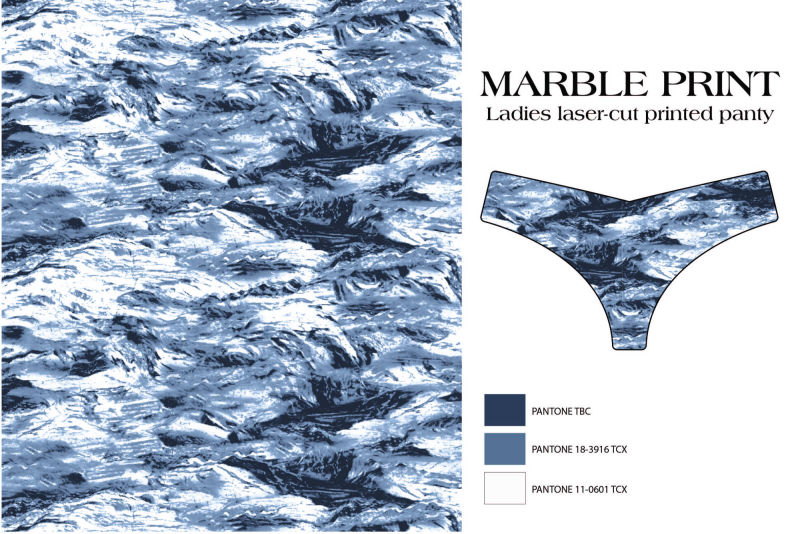 MARBLE PRINT
Ladies laser-cut printed panty
PANTONE TBC
PANTONE 18-3916 TCX
PANTONE 11-0601 TCX